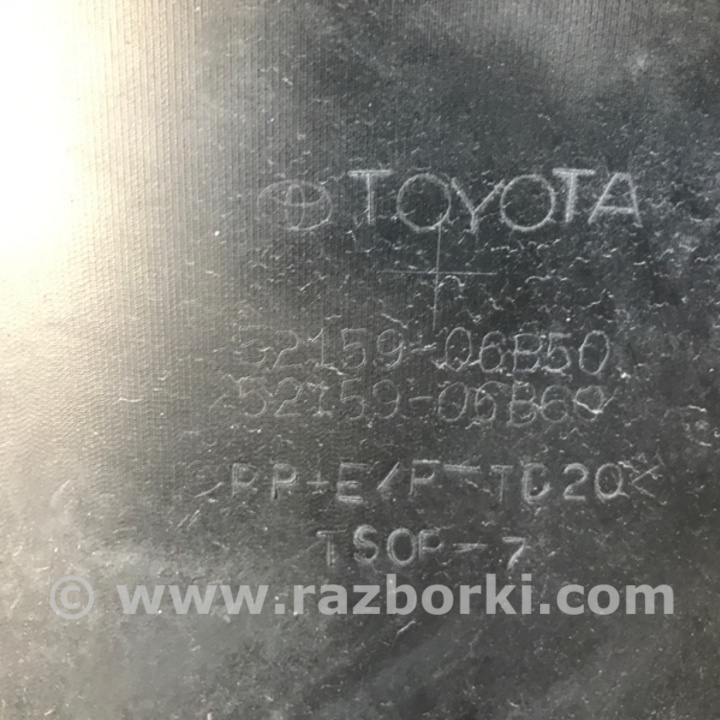 TOYOTA
52159-06B50
52159-06B60
>PP+E/P-TD20<
TSOP-7
© www.razborki.com